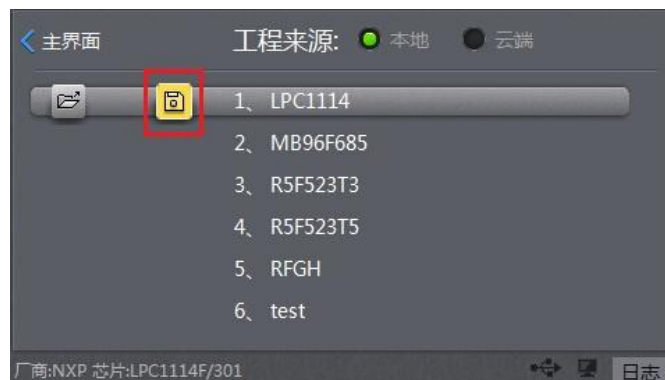 主界面 工程来源: 本地 云端
1、 LPC1114
2、 MB96F685
3、 R5F523T3
4、 R5F523T5
5、 RFGH
6、 test
厂商:NXP 芯片:LPC1114F/301 日志